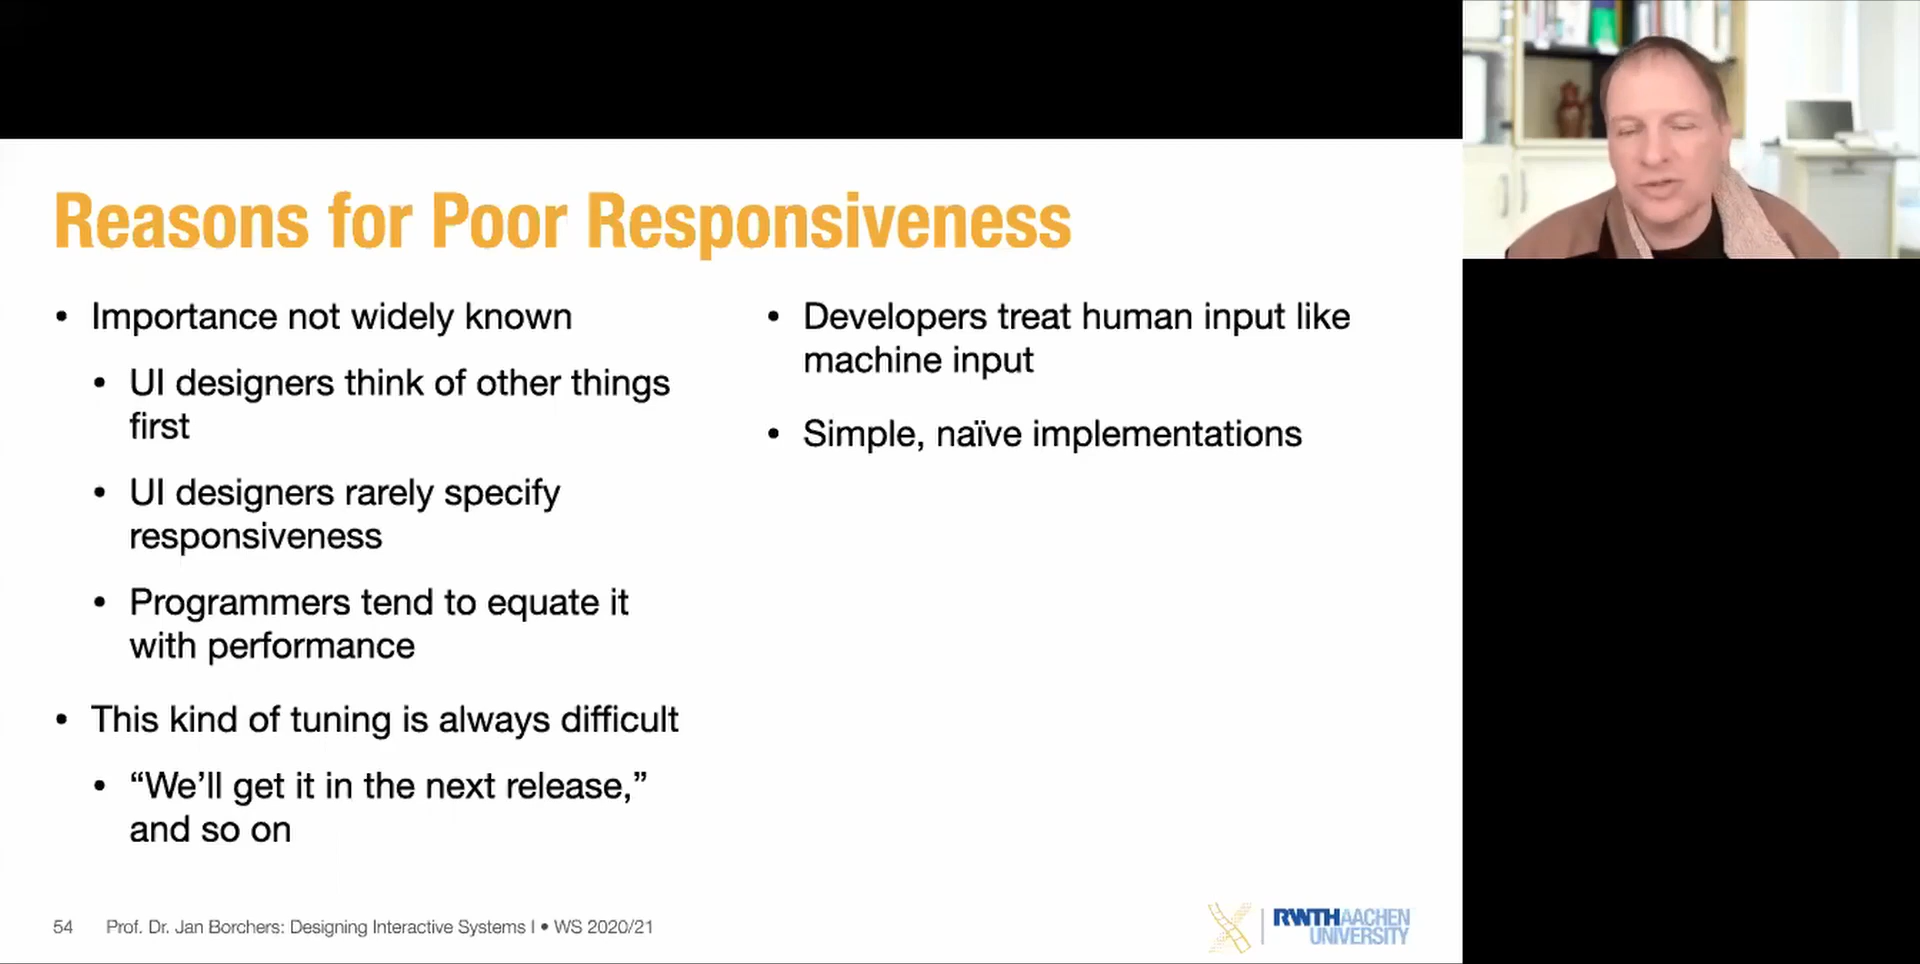 Reasons for Poor Responsiveness
• Importance not widely known
• UI designers think of other things
first
• UI designers rarely specify
responsiveness
• Programmers tend to equate it
with performance
• This kind of tuning is always difficult
• “We’ll get it in the next release,”
and so on
• Developers treat human input like
machine input
• Simple, naïve implementations
54 Prof. Dr. Jan Borchers: Designing Interactive Systems I • WS 2020/21
RWTHAACHEN
UNIVERSITY